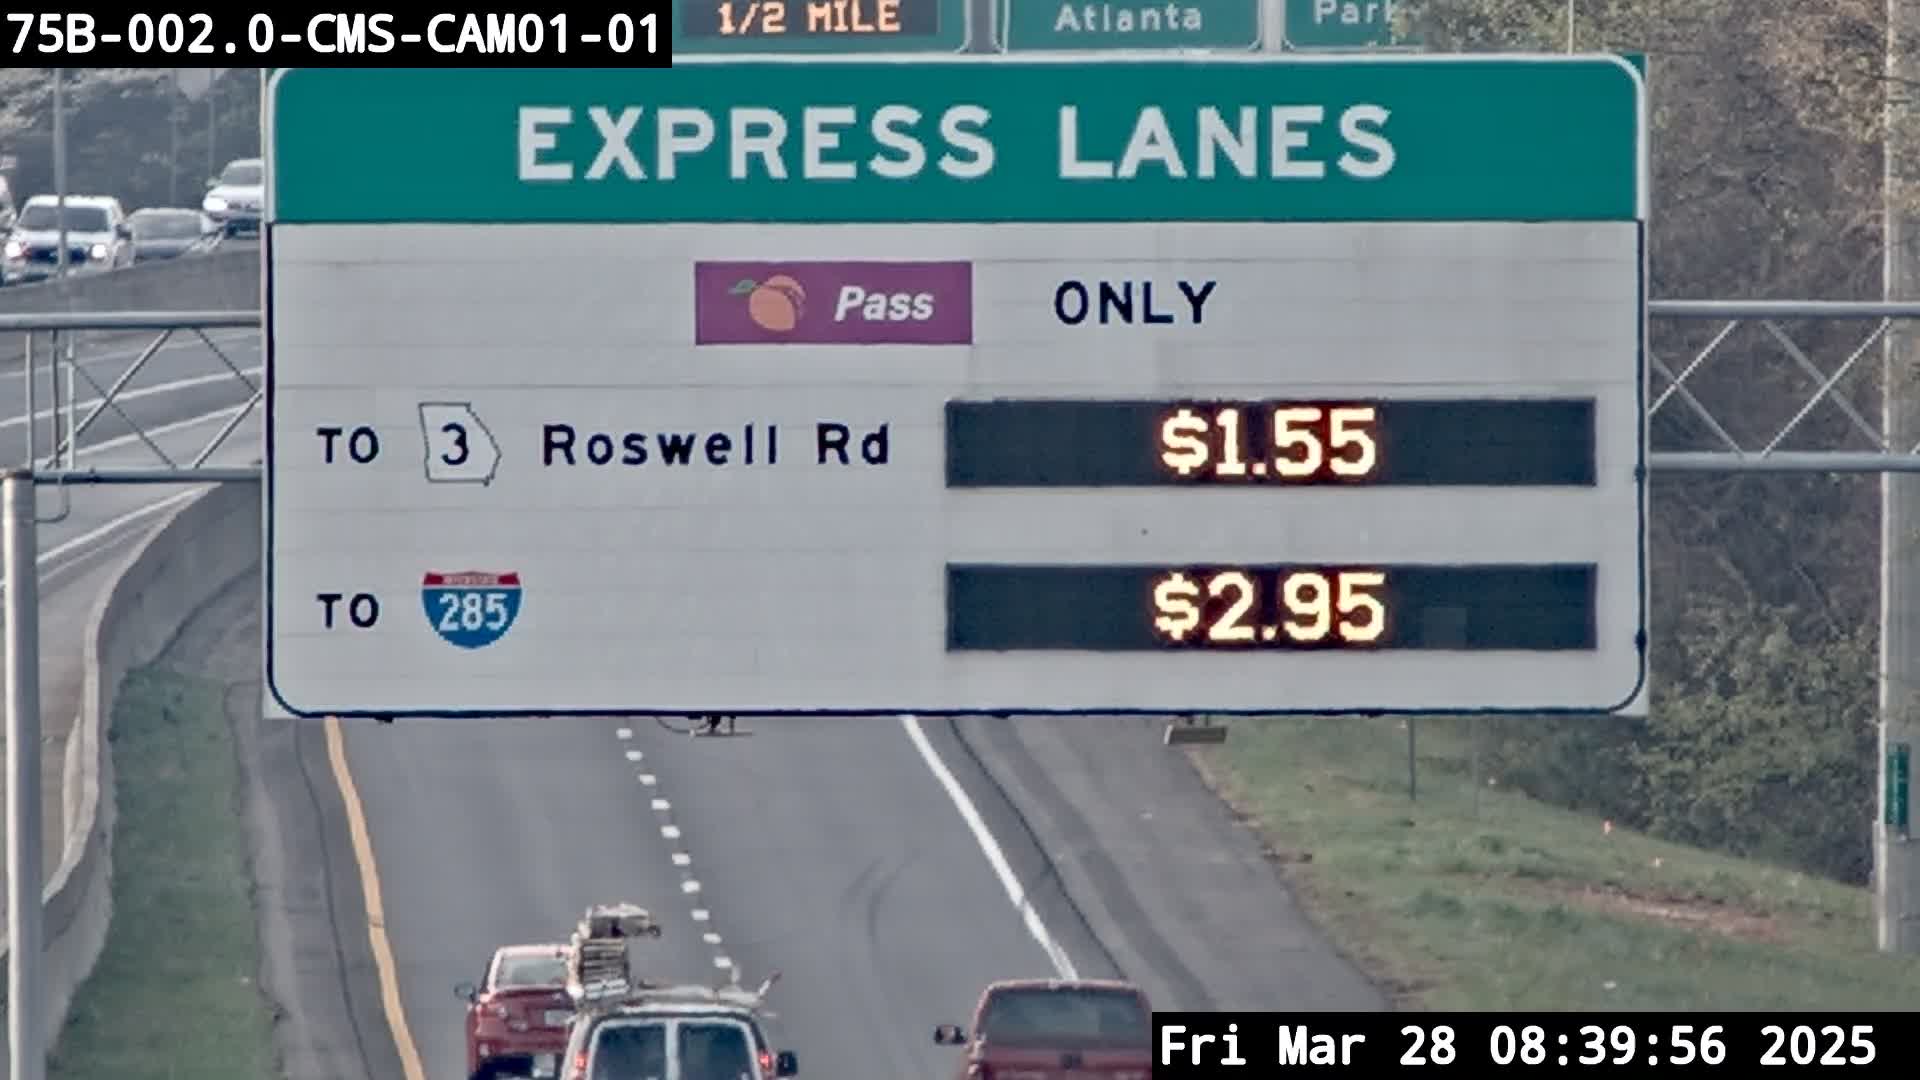 75B-002.0-CMS-CAM01-01
1/2 MILE
Atlanta
EXPRESS LANES
Pass ONLY
TO 3 Roswell Rd $1.55
TO 285 $2.95
Fri Mar 28 08:39:56 2025